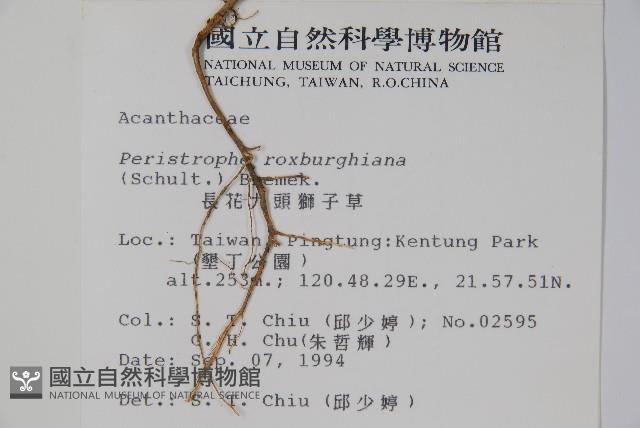 國立自然科學博物館
NATIONAL MUSEUM OF NATURAL SCIENCE
TAICHUNG, TAIWAN, R.O.CHINA
Acanthaceae
Peristrophe roxburghiana
(Schult.) Bremek.
長花九頭獅子草
Loc.: Taiwan, Pingtung:Kentung Park
(墾丁公園)
alt.253m.; 120.48.29E., 21.57.51N.
Col.: S. T. Chiu (邱少婷); No.02595
C. H. Chu(朱哲輝)
Date: Sep. 07, 1994
國立自然科學博物館
NATIONAL MUSEUM OF NATURAL SCIENCE
Det.: S. T. Chiu (邱少婷)